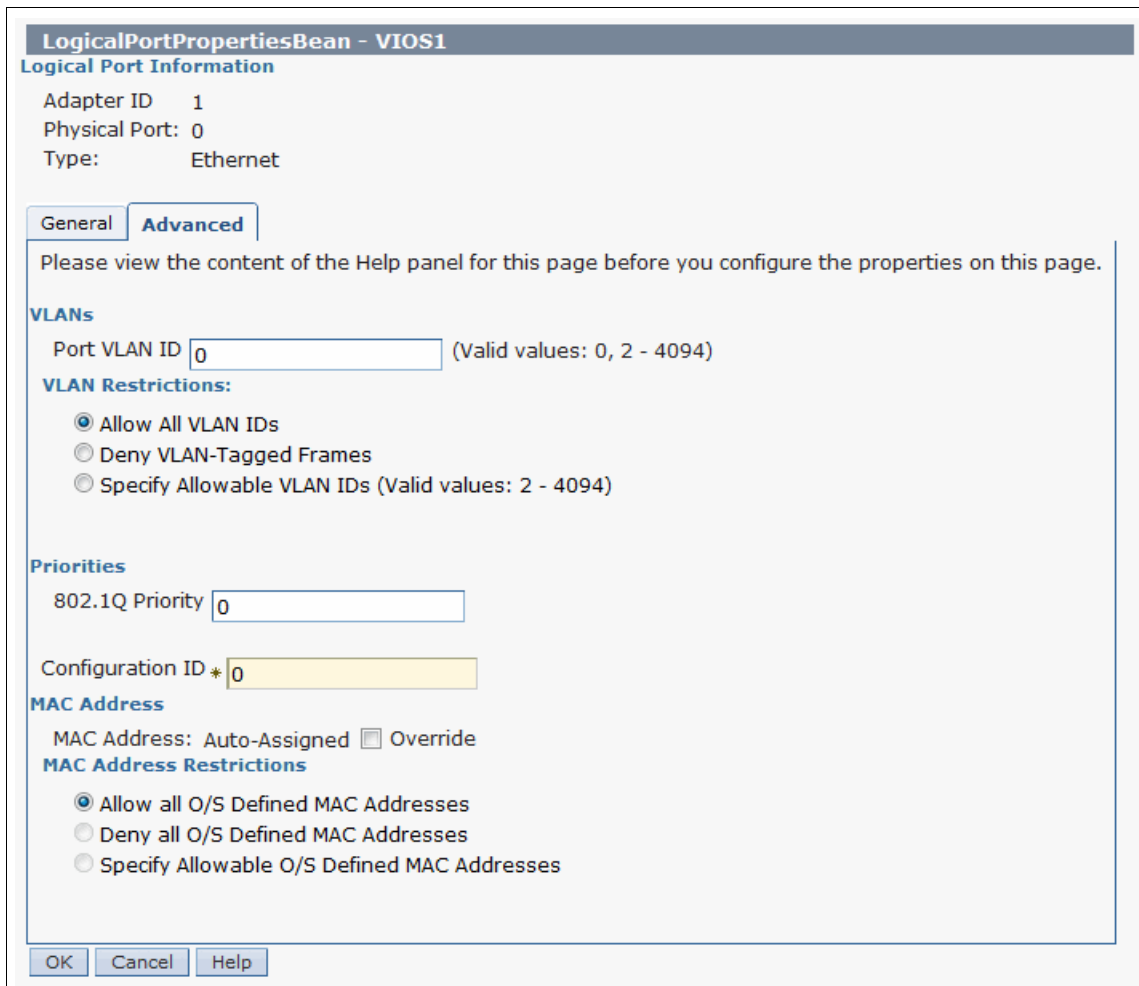 LogicalPortPropertiesBean - VIOS1
Logical Port Information
Adapter ID 1
Physical Port: 0
Type: Ethernet
General Advanced
Please view the content of the Help panel for this page before you configure the properties on this page.
VLANs
Port VLAN ID 0 (Valid values: 0, 2 - 4094)
VLAN Restrictions:
Allow All VLAN IDs
Deny VLAN-Tagged Frames
Specify Allowable VLAN IDs (Valid values: 2 - 4094)
Priorities
802.1Q Priority 0
Configuration ID * 0
MAC Address
MAC Address: Auto-Assigned Override
MAC Address Restrictions
Allow all O/S Defined MAC Addresses
Deny all O/S Defined MAC Addresses
Specify Allowable O/S Defined MAC Addresses
OK Cancel Help